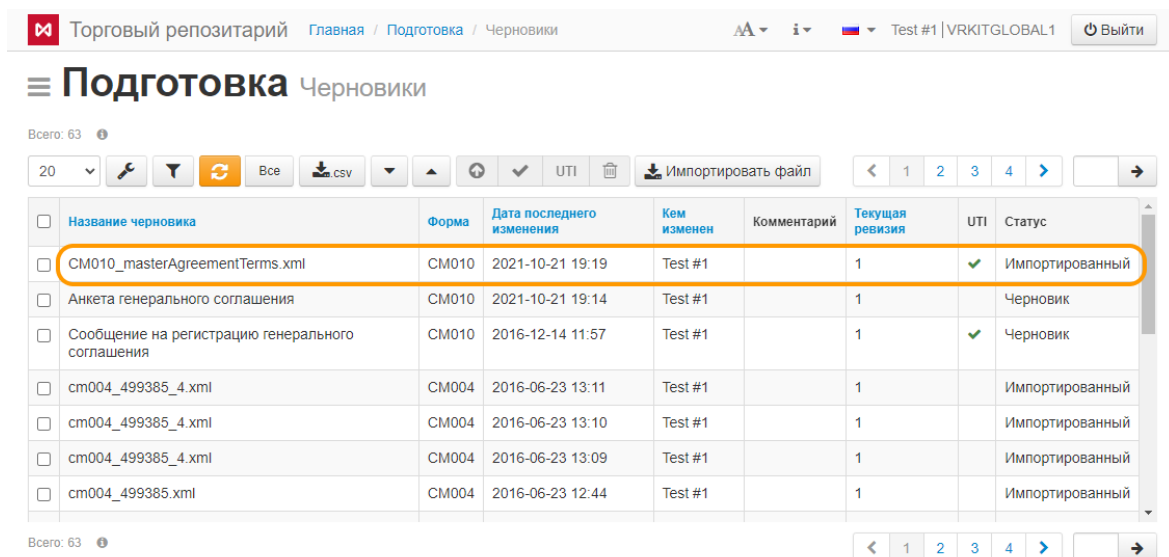 Торговый репозитарий Главная / Подготовка / Черновики AA i Test #1 | VRKITGLOBAL1 Выйти
Подготовка Черновики
Всего: 63
20 Все .csv UTI Импортировать файл 1 2 3 4
Название черновика Форма Дата последнего изменения Кем изменен Комментарий Текущая ревизия UTI Статус
CM010_masterAgreementTerms.xml CM010 2021-10-21 19:19 Test #1 1 Импортированный
Анкета генерального соглашения CM010 2021-10-21 19:14 Test #1 1 Черновик
Сообщение на регистрацию генерального соглашения CM010 2016-12-14 11:57 Test #1 1 Черновик
cm004_499385_4.xml CM004 2016-06-23 13:11 Test #1 1 Импортированный
cm004_499385_4.xml CM004 2016-06-23 13:10 Test #1 1 Импортированный
cm004_499385_4.xml CM004 2016-06-23 13:09 Test #1 1 Импортированный
cm004_499385.xml CM004 2016-06-23 12:44 Test #1 1 Импортированный
Всего: 63 1 2 3 4